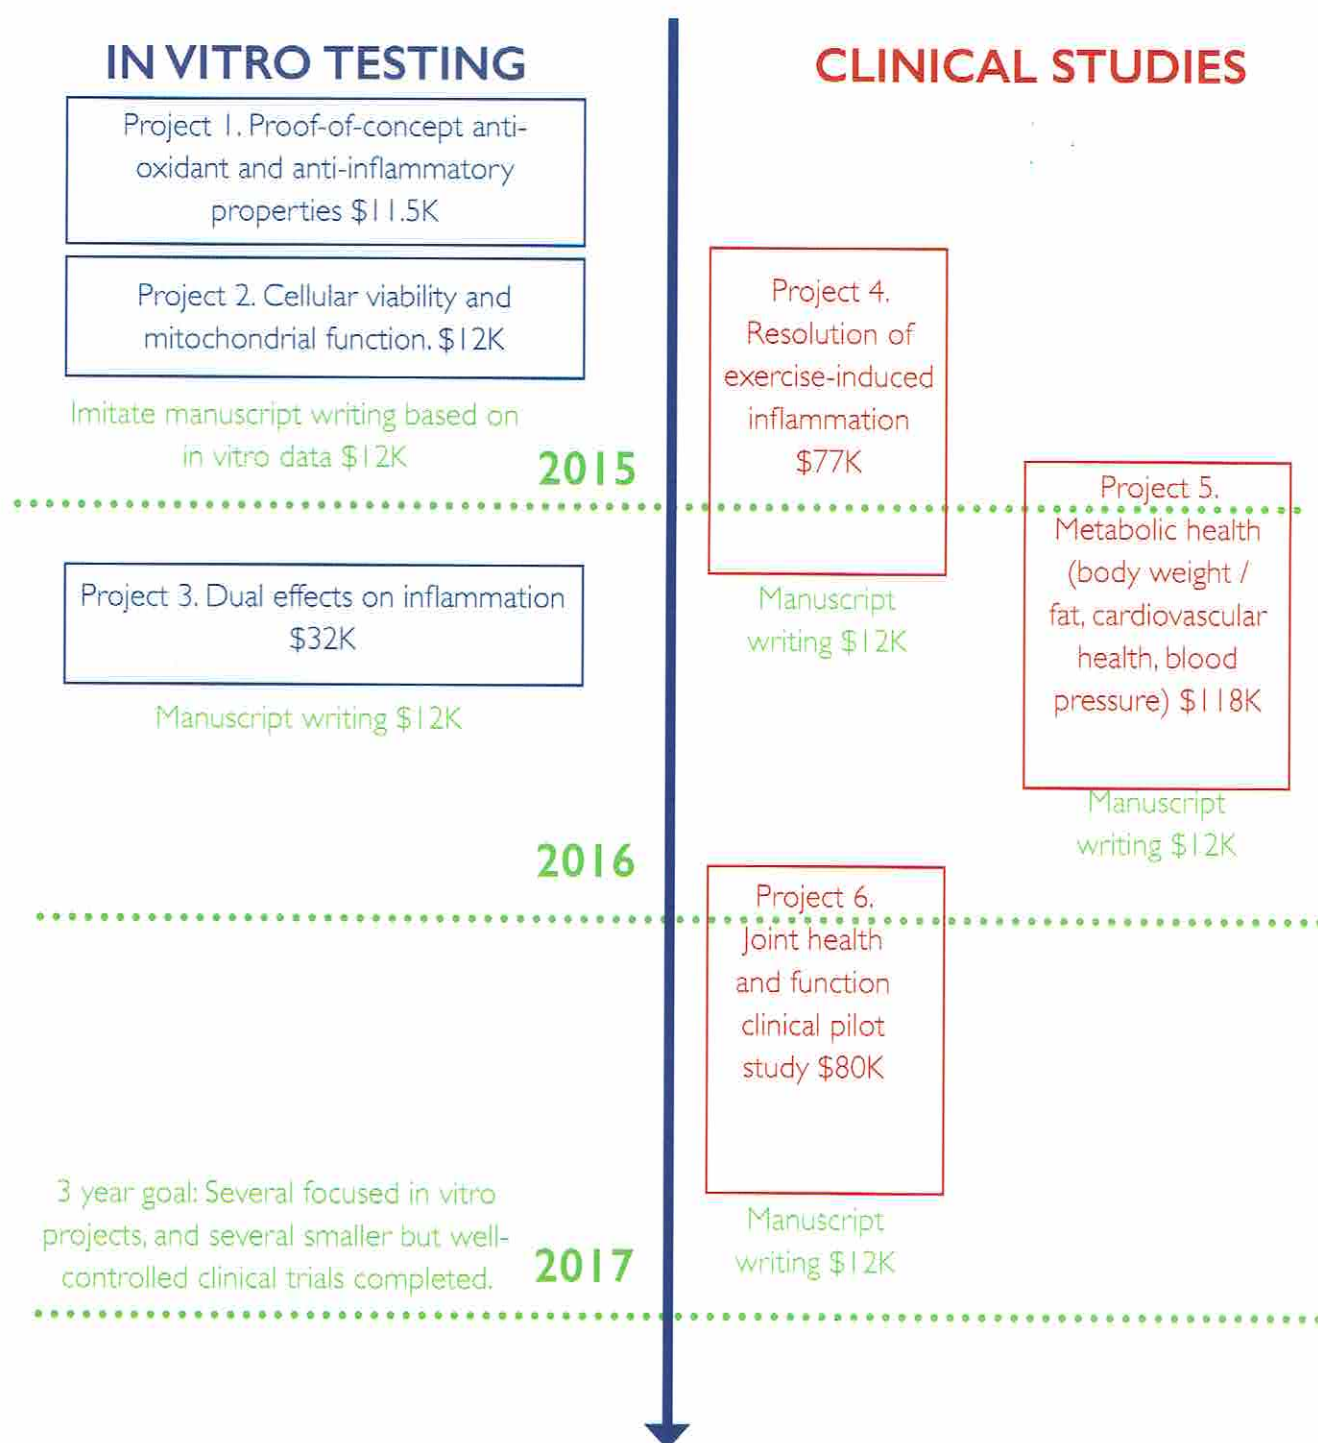 IN VITRO TESTING
Project 1. Proof-of-concept anti-
oxidant and anti-inflammatory
properties $11.5K
Project 2. Cellular viability and
mitochondrial function. $12K
Imitate manuscript writing based on
in vitro data $12K
2015
Project 3. Dual effects on inflammation
$32K
Manuscript writing $12K
2016
3 year goal: Several focused in vitro
projects, and several smaller but well-
controlled clinical trials completed.
2017
CLINICAL STUDIES
Project 4.
Resolution of
exercise-induced
inflammation
$77K
Manuscript
writing $12K
Project 5.
Metabolic health
(body weight /
fat, cardiovascular
health, blood
pressure) $118K
Manuscript
writing $12K
Project 6.
Joint health
and function
clinical pilot
study $80K
Manuscript
writing $12K